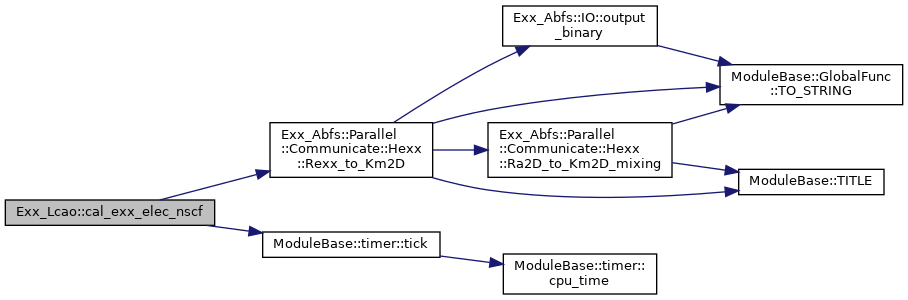 Exx_Abfs::IO::output
_binary
ModuleBase::GlobalFunc
::TO_STRING
Exx_Abfs::Parallel
::Communicate::Hexx
::Rexx_to_Km2D
Exx_Abfs::Parallel
::Communicate::Hexx
::Ra2D_to_Km2D_mixing
ModuleBase::TITLE
Exx_Lcao::cal_exx_elec_nscf
ModuleBase::timer::tick
ModuleBase::timer::
cpu_time